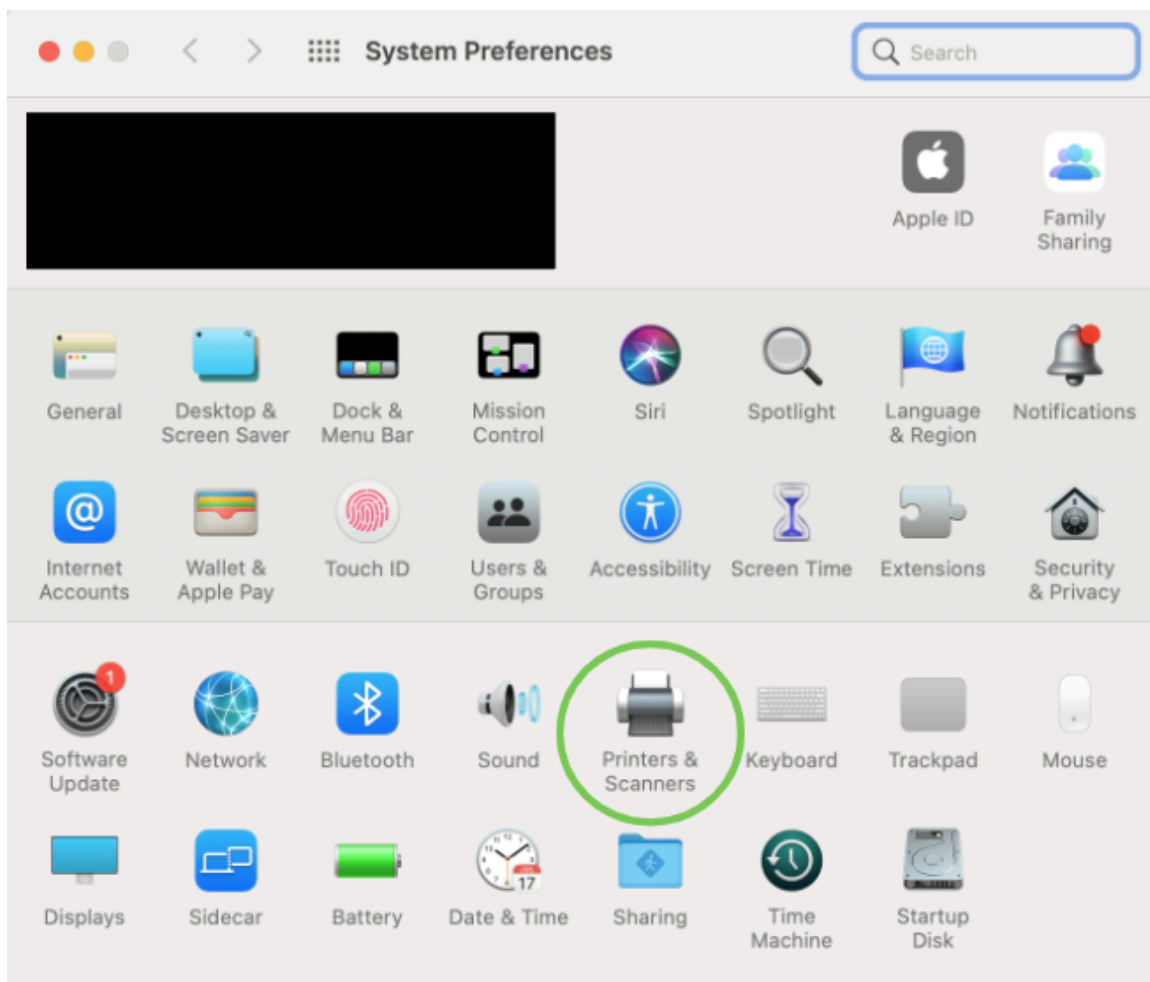 System Preferences
Search
Apple ID
Family
Sharing
General
Desktop &
Screen Saver
Dock &
Menu Bar
Mission
Control
Siri
Spotlight
Language
& Region
Notifications
Internet
Accounts
Wallet &
Apple Pay
Touch ID
Users &
Groups
Accessibility
Screen Time
Extensions
Security
& Privacy
1
Software
Update
Network
Bluetooth
Sound
Printers &
Scanners
Keyboard
Trackpad
Mouse
Displays
Sidecar
Battery
JUL
17
Date & Time
Sharing
Time
Machine
Startup
Disk